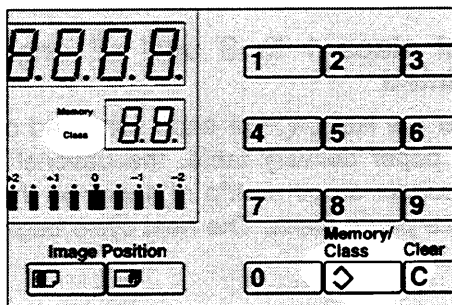 8.8.8.8.
1 2 3
Memory
Class 8.8.
4 5 6
+2 +1 0 -1 -2
7 8 9
Image Position
Memory/
Class Clear
0 C